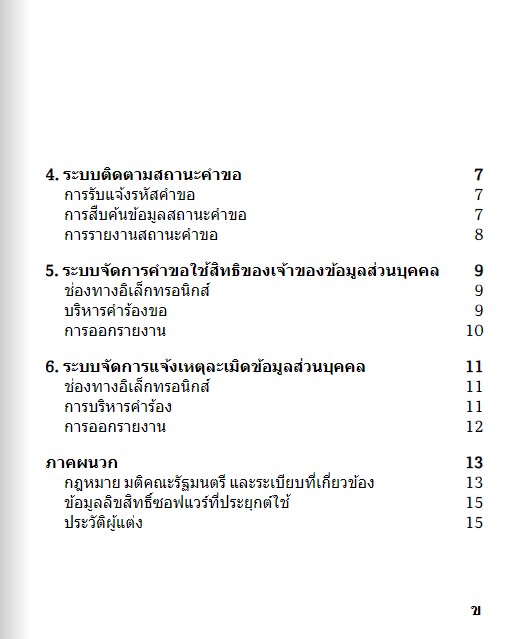 4. ระบบติดตามสถานะคำขอ 7
การรับแจ้งรหัสคำขอ 7
การสืบค้นข้อมูลสถานะคำขอ 7
การรายงานสถานะคำขอ 8
5. ระบบจัดการคำขอใช้สิทธิของเจ้าของข้อมูลส่วนบุคคล 9
ช่องทางอิเล็กทรอนิกส์ 9
บริหารคำร้องขอ 9
การออกรายงาน 10
6. ระบบจัดการแจ้งเหตุละเมิดข้อมูลส่วนบุคคล 11
ช่องทางอิเล็กทรอนิกส์ 11
การบริหารคำร้อง 11
การออกรายงาน 12
ภาคผนวก 13
กฎหมาย มติคณะรัฐมนตรี และระเบียบที่เกี่ยวข้อง 13
ข้อมูลลิขสิทธิ์ซอฟแวร์ที่ประยุกต์ใช้ 15
ประวัติผู้แต่ง 15
ข